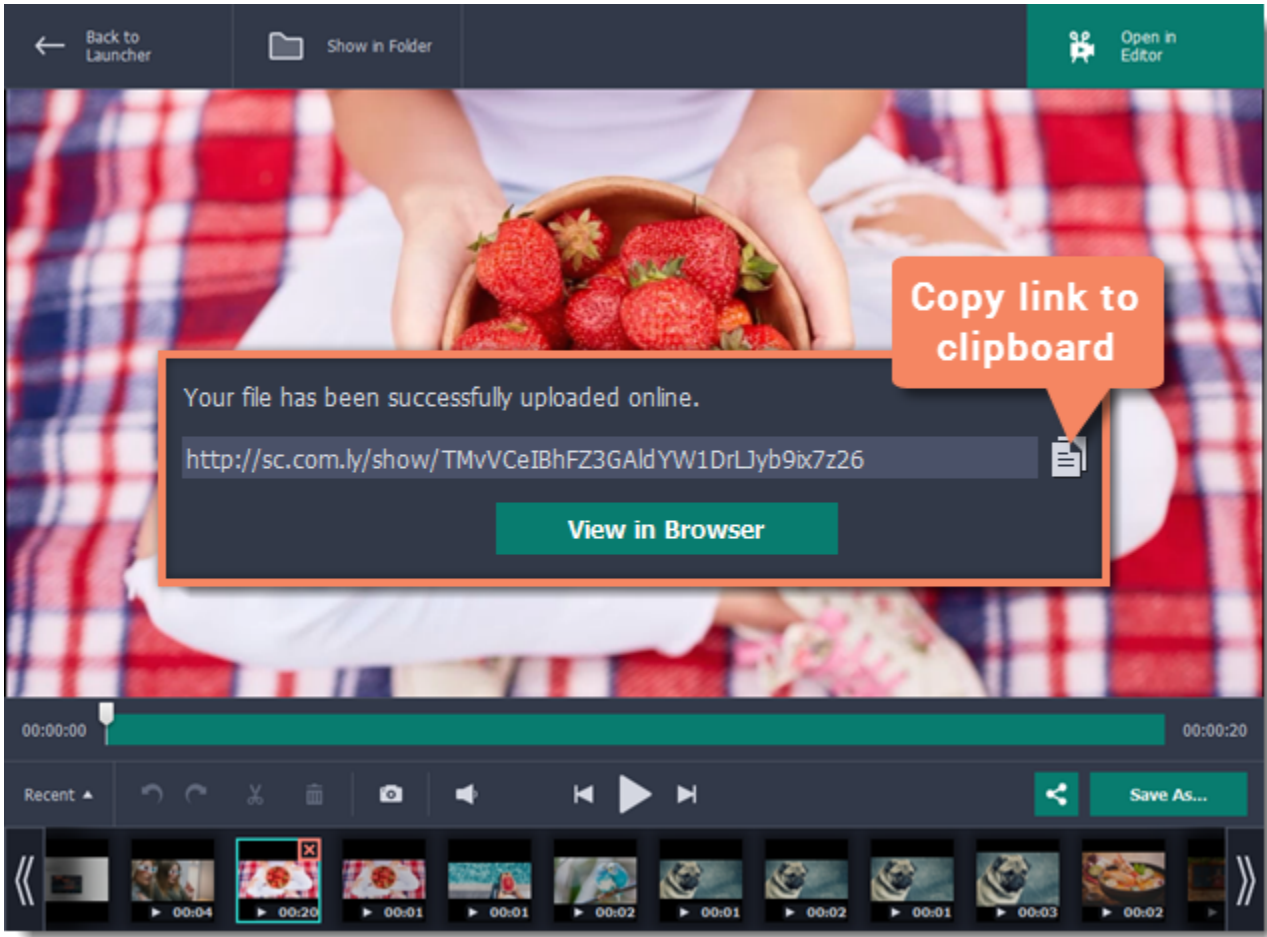 Back to
Launcher
Show in Folder
Open in
Editor
Copy link to
clipboard
Your file has been successfully uploaded online.
http://sc.com.ly/show/TMvVCeIBhFZ3GAldYW1DrLJyb9ix7z26
View in Browser
00:00:00
00:00:20
Recent
Save As...
00:04
00:20
00:01
00:01
00:02
00:01
00:02
00:01
00:03
00:02